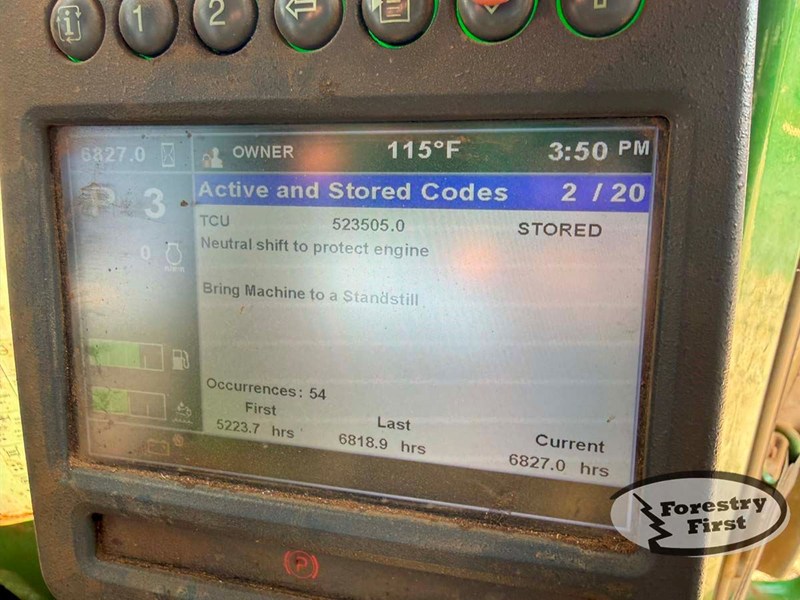 1 2
6827.0 OWNER 115°F 3:50 PM
P 3 Active and Stored Codes 2 / 20
TCU 523505.0 STORED
Neutral shift to protect engine
0
Bring Machine to a Standstill
Occurrences: 54
First Last Current
5223.7 hrs 6818.9 hrs 6827.0 hrs
Forestry
First
P